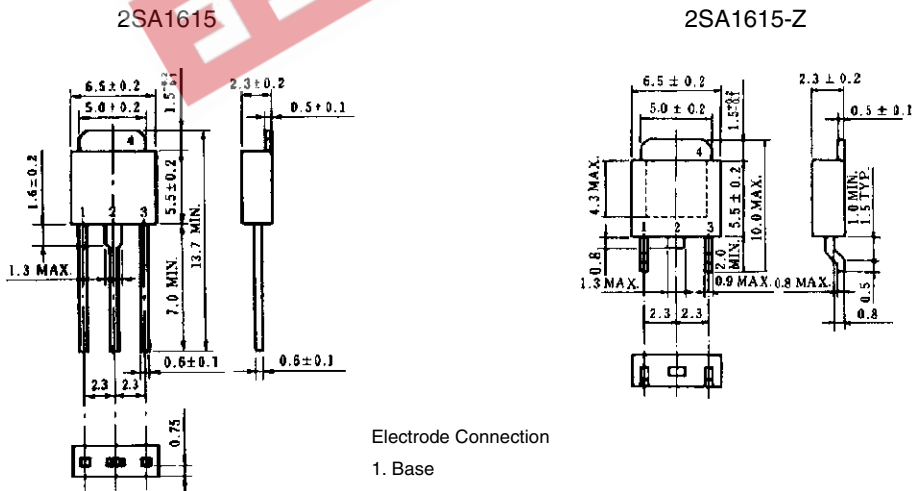 2SA1615
2SA1615-Z
6.5±0.2
5.0±0.2
2.3±0.2
0.5±0.1
4
1.6±0.2
5.5±0.2
13.7 MIN.
7.0 MIN.
1 2 3
1.3 MAX.
0.6±0.1
0.6±0.1
2.3 2.3
0.75
6.5 ± 0.2
5.0 ± 0.2
2.3 ± 0.2
0.5 ± 0.1
4
4.3 MAX.
5.5 ± 0.2
10.0 MAX.
1.0 MIN.
1.5 TYP.
1 2 3
0.8
2.0
MIN.
1.3 MAX.
0.9 MAX.
0.8 MAX.
0.5
0.8
2.3 2.3
Electrode Connection
1. Base